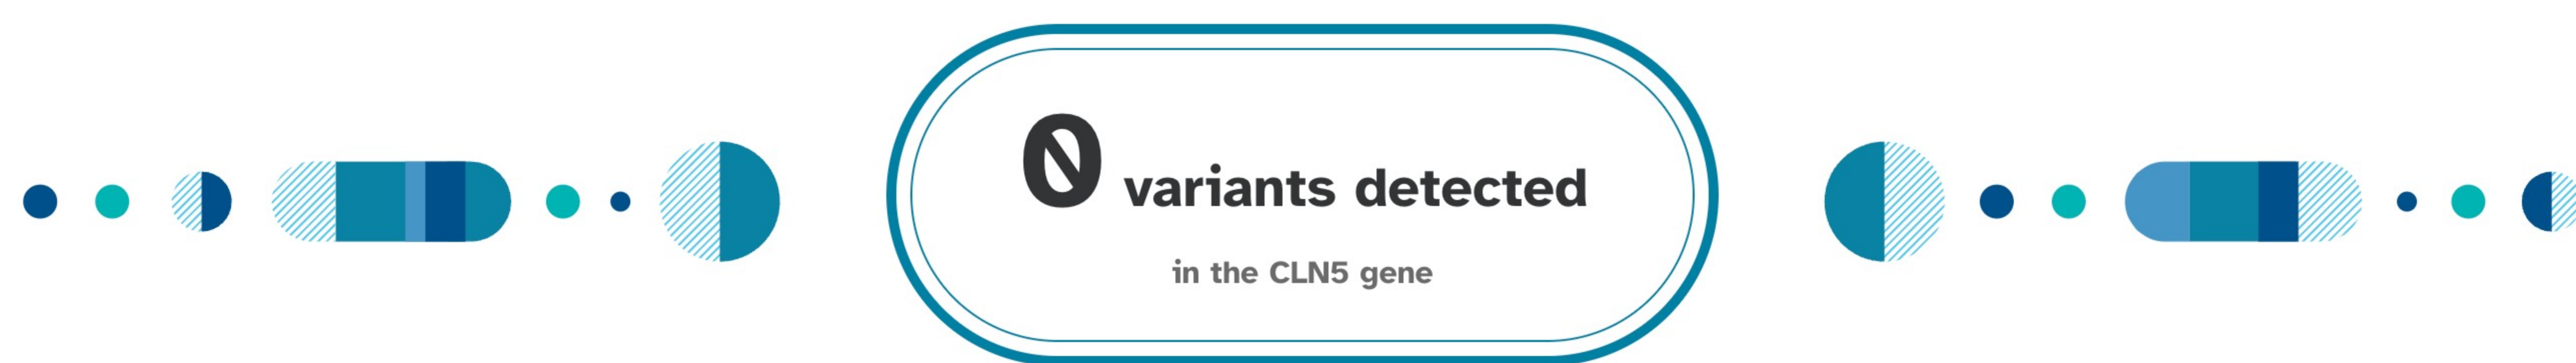 0 variants detected
in the CLN5 gene